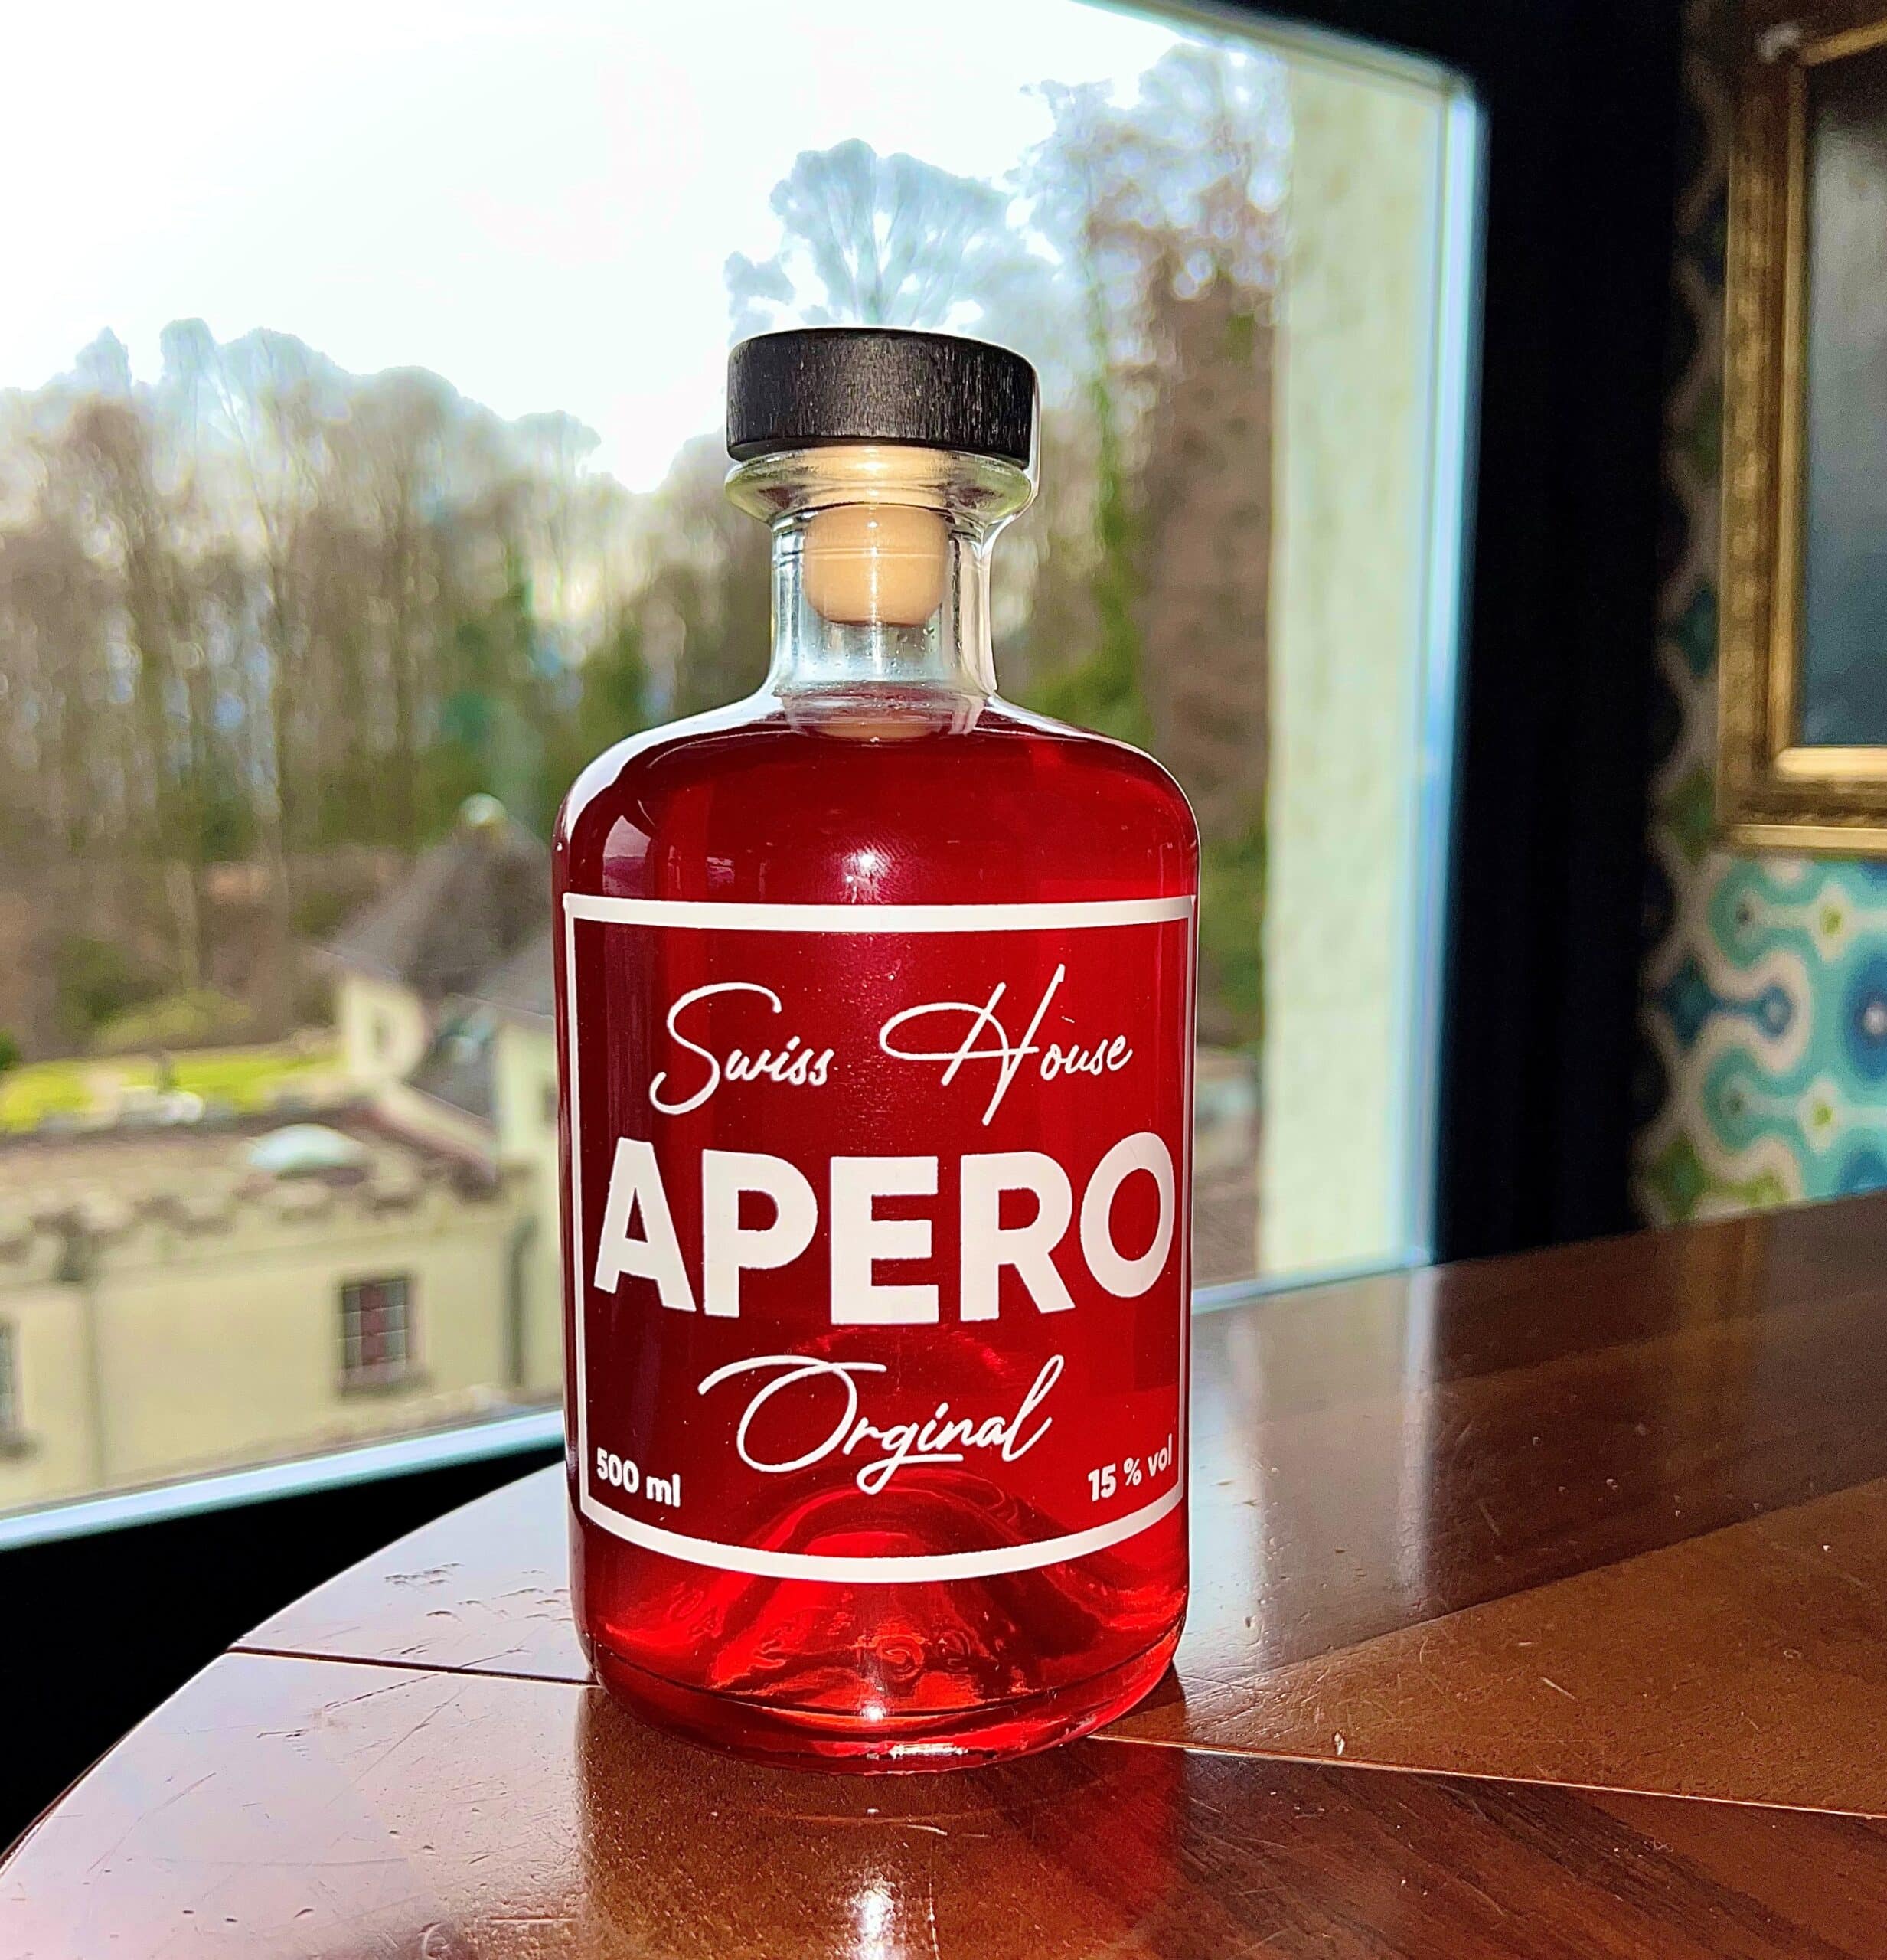 Swiss House
APERO
Orginal
500 ml
15 % vol